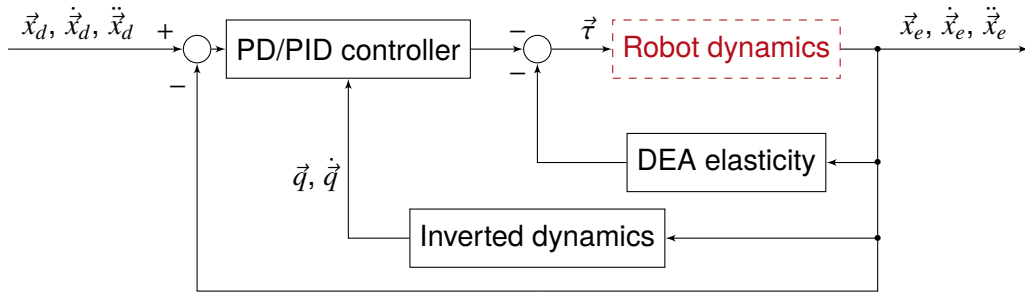 x⃗_d, ẋ⃗_d, ẍ⃗_d + PD/PID controller − τ⃗ Robot dynamics x⃗_e, ẋ⃗_e, ẍ⃗_e
− −
DEA elasticity
q⃗, q̇⃗
Inverted dynamics